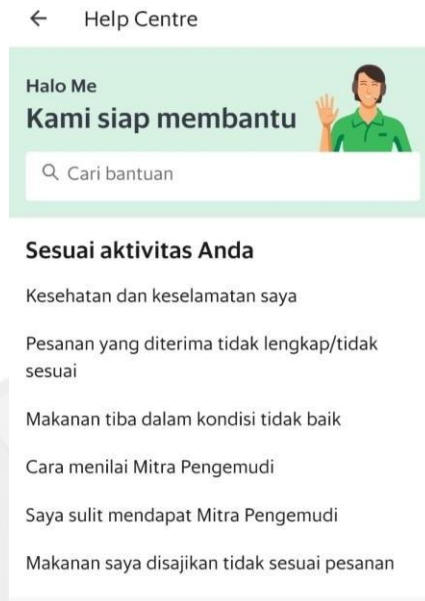 Help Centre
Halo Me
Kami siap membantu
Cari bantuan
Sesuai aktivitas Anda
Kesehatan dan keselamatan saya
Pesanan yang diterima tidak lengkap/tidak
sesuai
Makanan tiba dalam kondisi tidak baik
Cara menilai Mitra Pengemudi
Saya sulit mendapat Mitra Pengemudi
Makanan saya disajikan tidak sesuai pesanan